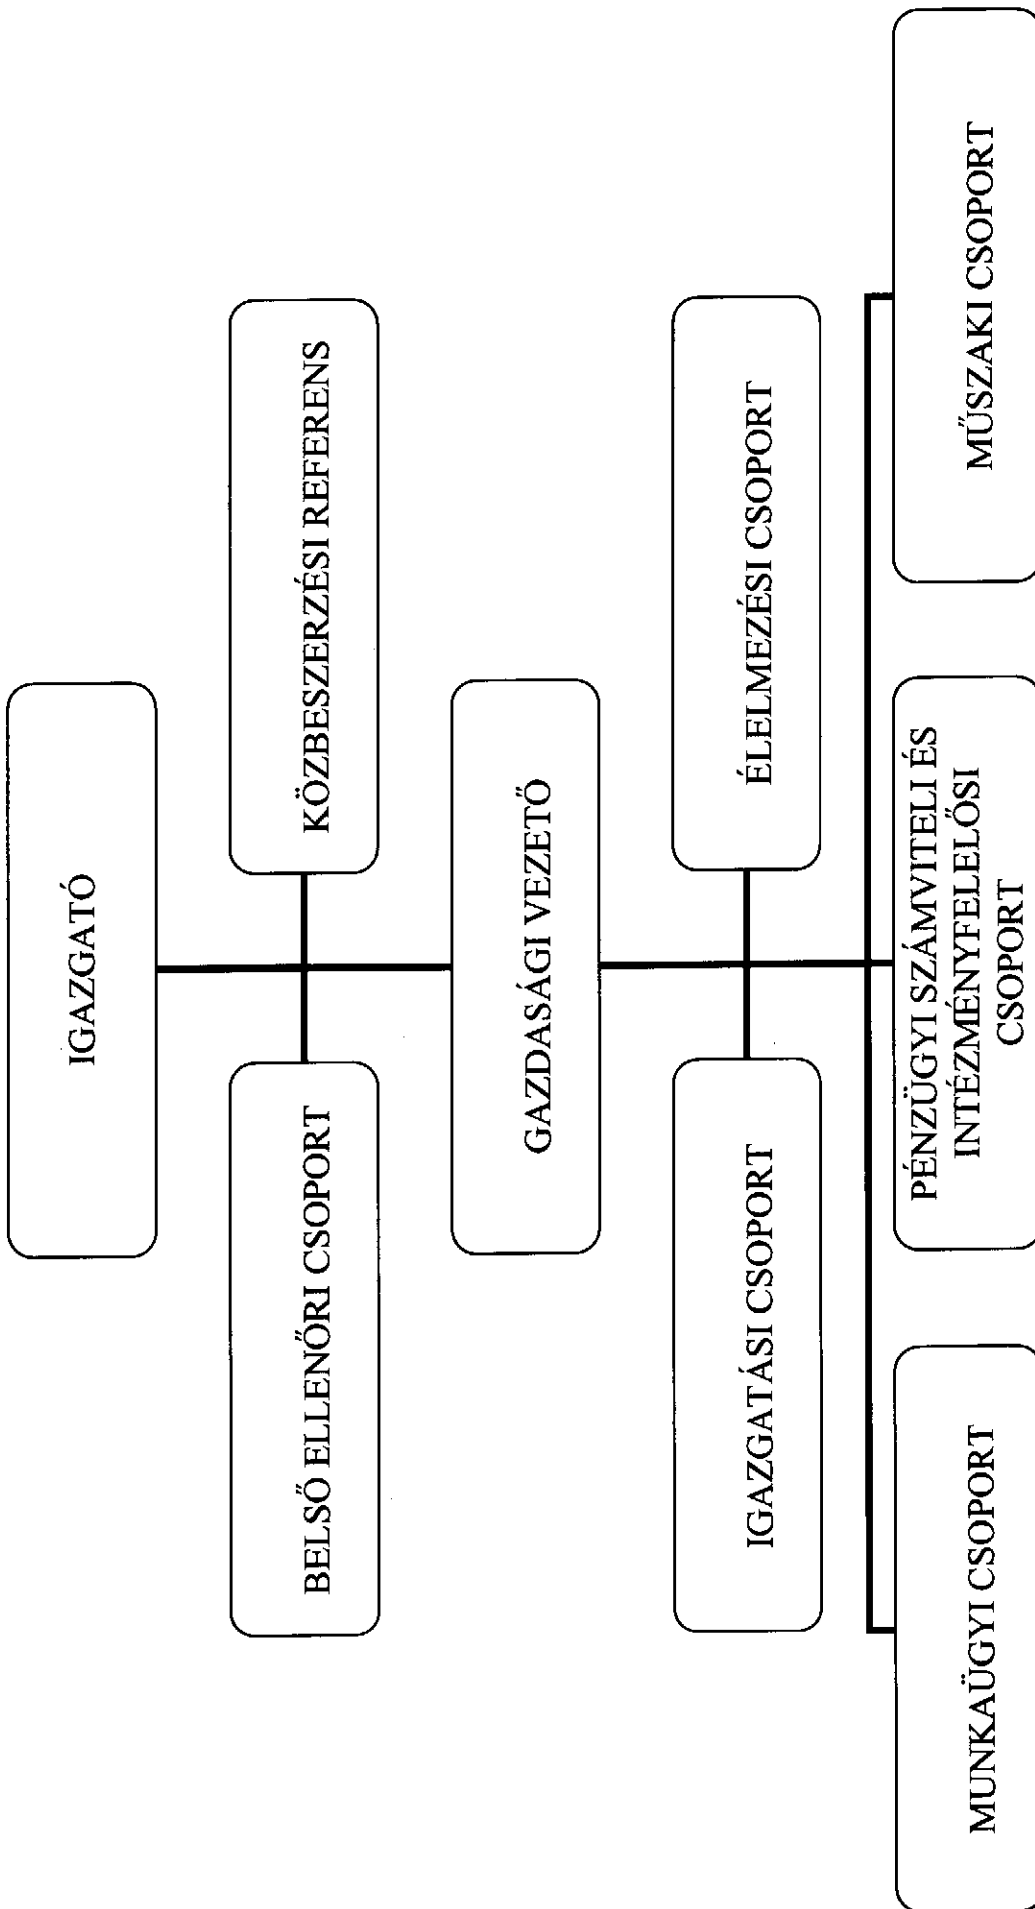 IGAZGATÓ
BELSŐ ELLENŐRI CSOPORT
KÖZBESZERZÉSI REFERENS
GAZDASÁGI VEZETŐ
IGAZGATÁSI CSOPORT
ÉLELMEZÉSI CSOPORT
MUNKAÜGYI CSOPORT
PÉNZÜGYI SZÁMVITELI ÉS
INTÉZMÉNYFELELŐSI
CSOPORT
MŰSZAKI CSOPORT